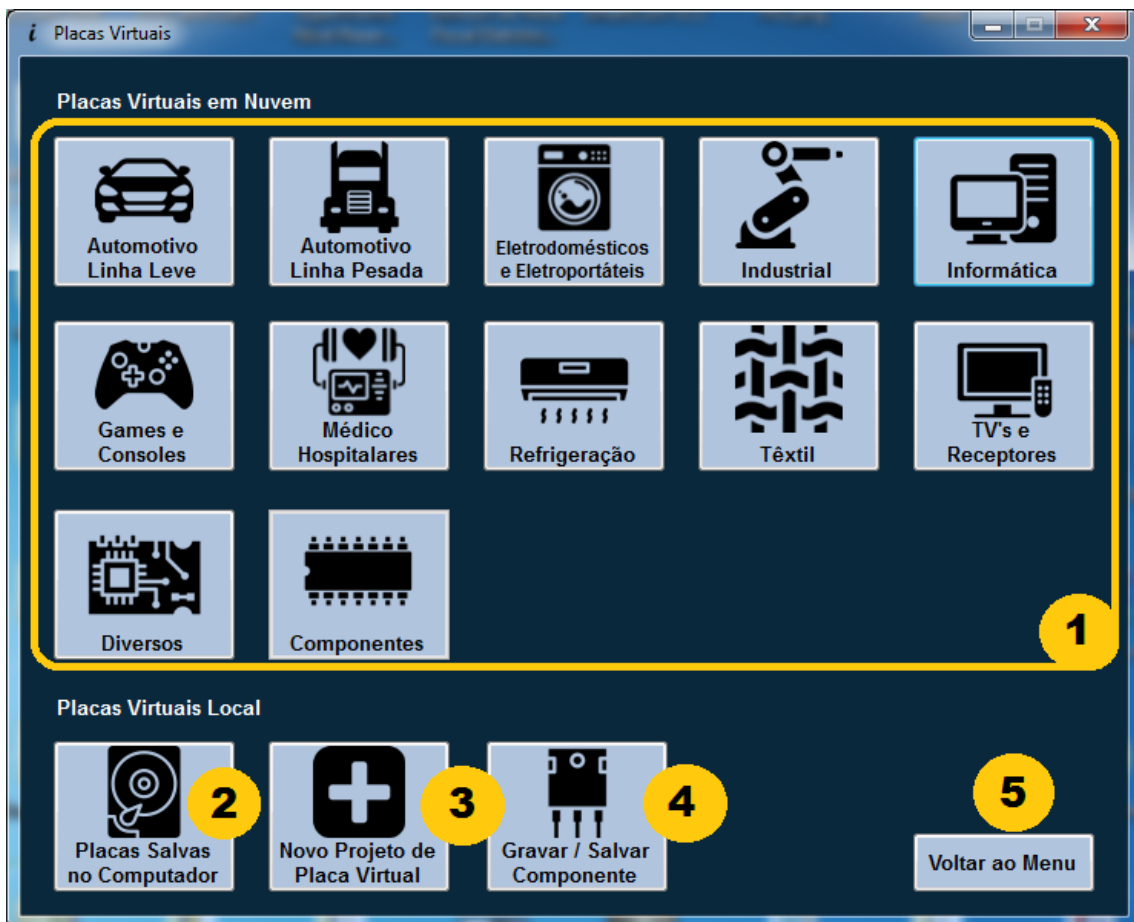 i Placas Virtuais
Placas Virtuais em Nuvem
Automotivo
Linha Leve
Automotivo
Linha Pesada
Eletrodomésticos
e Eletroportáteis
Industrial
Informática
Games e
Consoles
Médico
Hospitalares
Refrigeração
Têxtil
TV's e
Receptores
Diversos
Componentes
1
Placas Virtuais Local
Placas Salvas
no Computador
2
Novo Projeto de
Placa Virtual
3
Gravar / Salvar
Componente
4
5
Voltar ao Menu